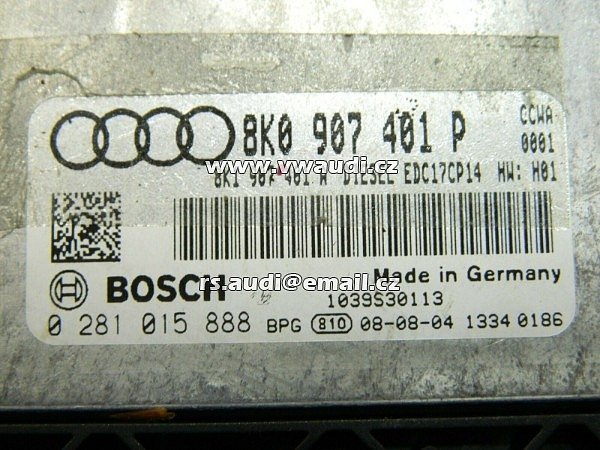 8K0 907 401 P CCWA
0001
www.vwaudi.cz
8K1 907 401 A DIESEL EDC17CP14 HW: H01
BOSCH Made in Germany
rs.audi@email.cz
1039S30113
0 281 015 888 BPG 810 08-08-04 1334 0186